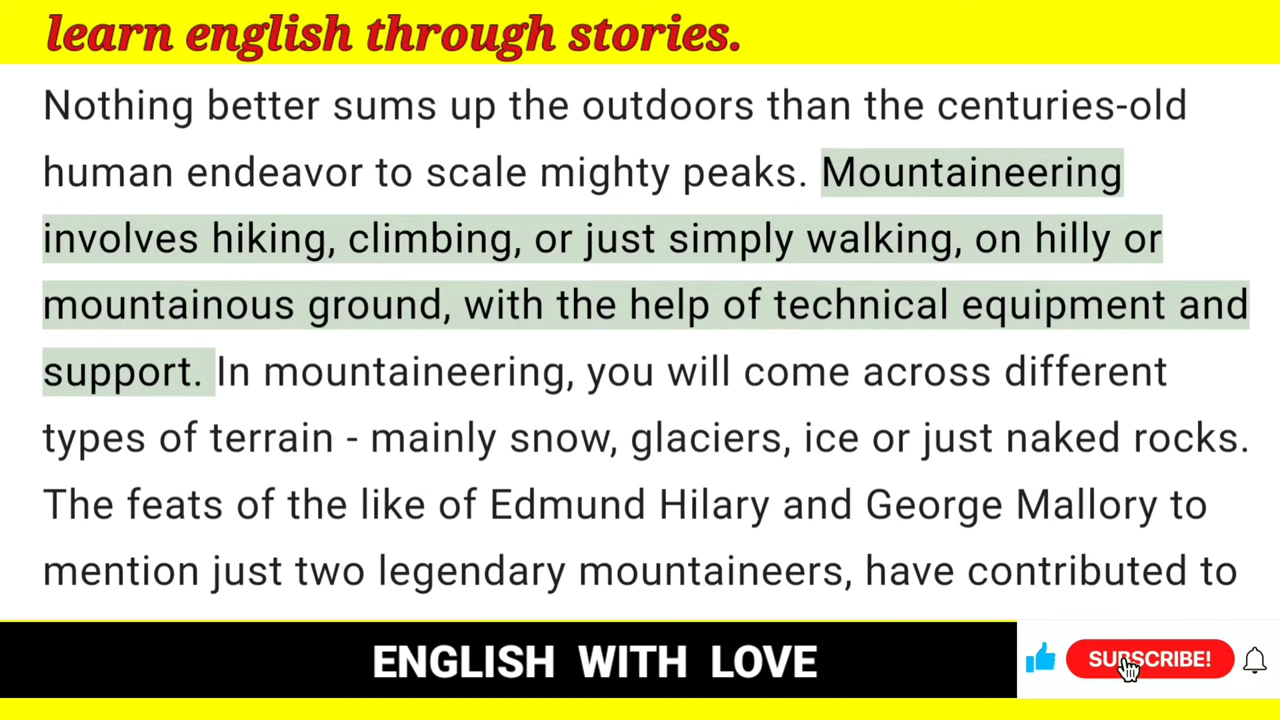 learn english through stories.
Nothing better sums up the outdoors than the centuries-old
human endeavor to scale mighty peaks. Mountaineering
involves hiking, climbing, or just simply walking, on hilly or
mountainous ground, with the help of technical equipment and
support. In mountaineering, you will come across different
types of terrain - mainly snow, glaciers, ice or just naked rocks.
The feats of the like of Edmund Hilary and George Mallory to
mention just two legendary mountaineers, have contributed to
ENGLISH WITH LOVE
SUBSCRIBE!